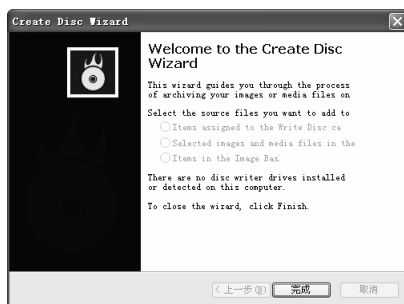 Create Disc Wizard
Welcome to the Create Disc
Wizard
This wizard guides you through the process
of archiving your images or media files on
Select the source files you want to add to
Items assigned to the Write Disc ca
Selected images and media files in the
Items in the Image Bas
There are no disc writer drives installed
or detected on this computer.
To close the wizard, click Finish.
< 上一步(B) 完成 取消